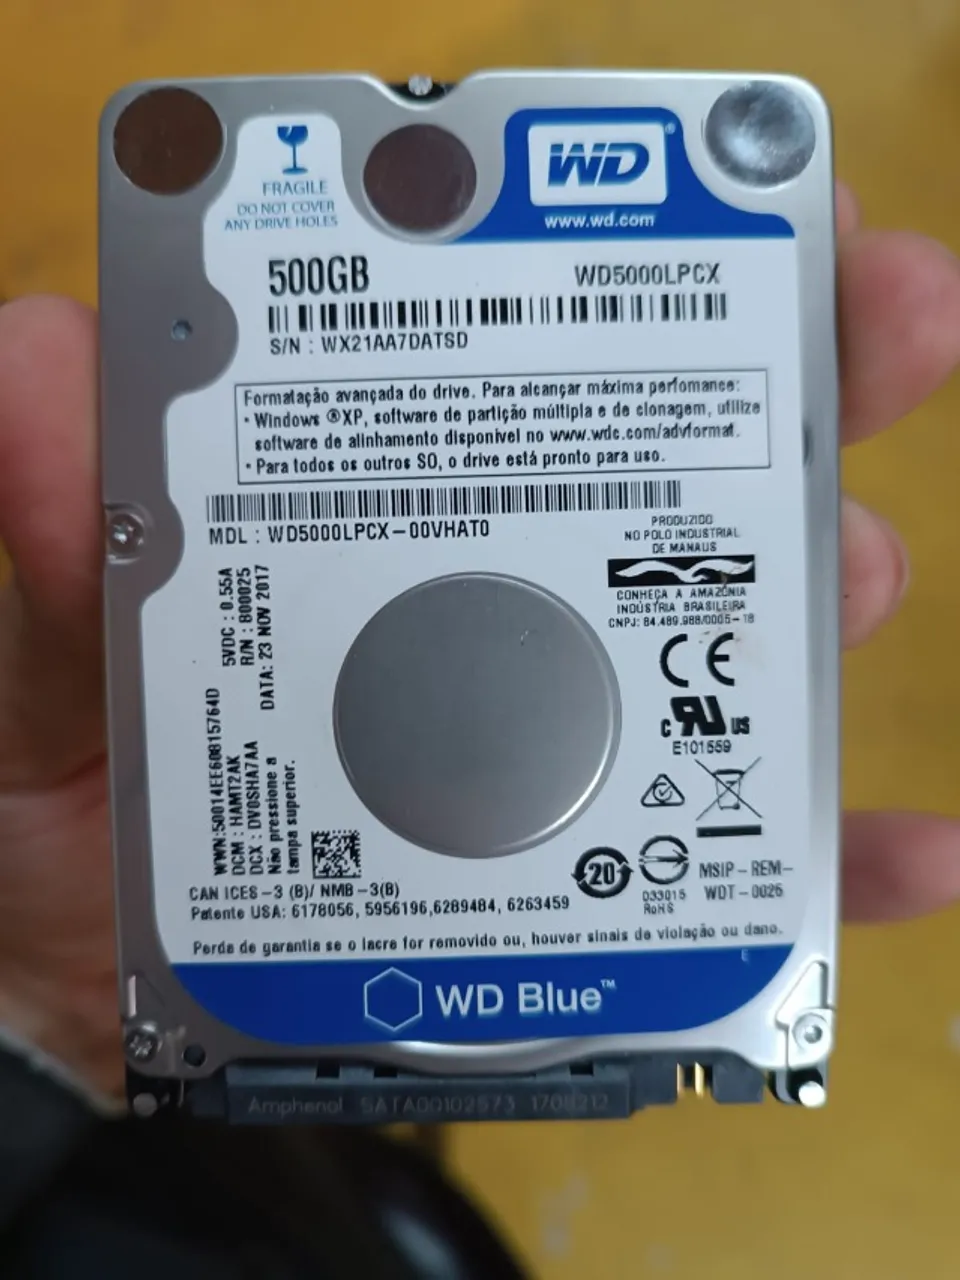 FRAGILE
DO NOT COVER
ANY DRIVE HOLES
WD®
www.wd.com
500GB
WD5000LPCX
S/N : WX21AA7DATSD
Formatação avançada do drive. Para alcançar máxima perfomance:
• Windows ®XP, software de partição múltipla e de clonagem, utilize
software de alinhamento disponivel no www.wdc.com/advformat.
• Para todos os outros SO, o drive está pronto para uso.
MDL : WD5000LPCX-00VHAT0
PRODUZIDO
NO POLO INDUSTRIAL
DE MANAUS
CONHEÇA A AMAZÔNIA
INDÚSTRIA BRASILEIRA
CNPJ: 84.489.988/0005-18
5VDC : 0.55A
R/N : 800025
DATA: 23 NOV 2017
WWN:50014EE60815764D
DCM : HAMT2AK
DCX : DV0SHA7AA
Não pressione a
tampa superior.
CE
c RU us
E101559
20
D33015
RoHS
MSIP-REM-
WDT-0026
CAN ICES-3 (B)/ NMB-3(B)
Patente USA: 6178056, 5956196,6289484, 6263459
Perda de garantia se o lacre for removido ou, houver sinais de violação ou dano.
E
WD Blue™
Amphenol SATA00102573 1708212